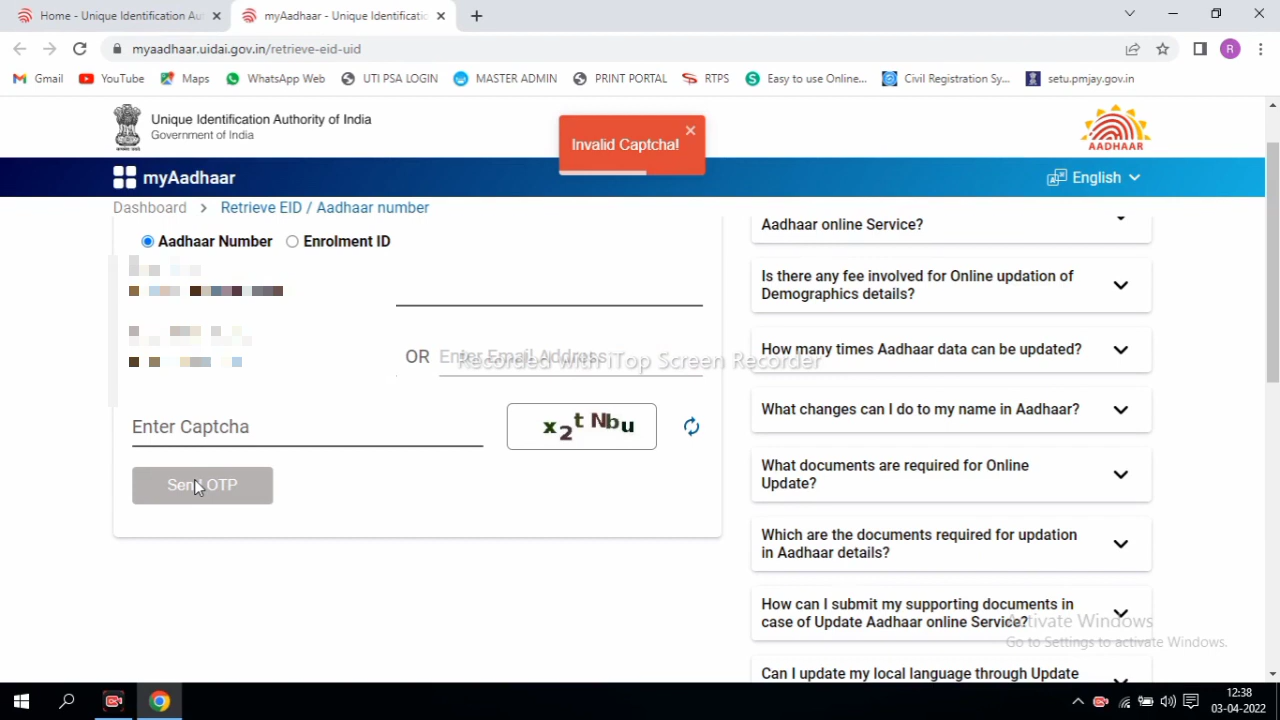 Home - Unique Identification Au
myAadhaar - Unique Identificatio
myaadhaar.uidai.gov.in/retrieve-eid-uid
R
Gmail
YouTube
Maps
WhatsApp Web
UTI PSA LOGIN
MASTER ADMIN
PRINT PORTAL
RTPS
Easy to use Online...
Civil Registration Sy...
setu.pmjay.gov.in
Unique Identification Authority of India
Government of India
Invalid Captcha!
AADHAAR
myAadhaar
English
Dashboard > Retrieve EID / Aadhaar number
Aadhaar Number
Enrolment ID
OR
Enter Email Address
Recorded with iTop Screen Recorder
Enter Captcha
x2tNbu
Send OTP
Aadhaar online Service?
Is there any fee involved for Online updation of
Demographics details?
How many times Aadhaar data can be updated?
What changes can I do to my name in Aadhaar?
What documents are required for Online
Update?
Which are the documents required for updation
in Aadhaar details?
How can I submit my supporting documents in
case of Update Aadhaar online Service?
Can I update my local language through Update
Activate Windows
Go to Settings to activate Windows.
12:38
03-04-2022